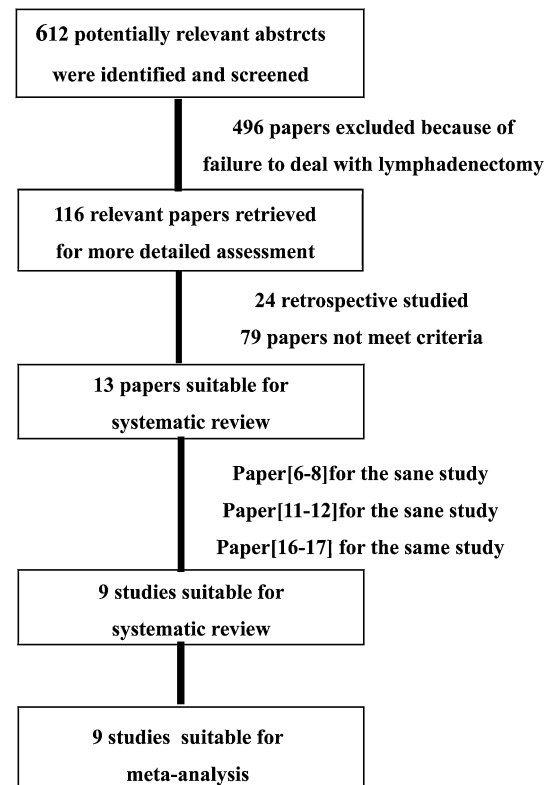 612 potentially relevant abstrcts
were identified and screened
496 papers excluded because of
failure to deal with lymphadenectomy
116 relevant papers retrieved
for more detailed assessment
24 retrospective studied
79 papers not meet criteria
13 papers suitable for
systematic review
Paper[6-8]for the sane study
Paper[11-12]for the sane study
Paper[16-17] for the same study
9 studies suitable for
systematic review
9 studies suitable for
meta-analysis